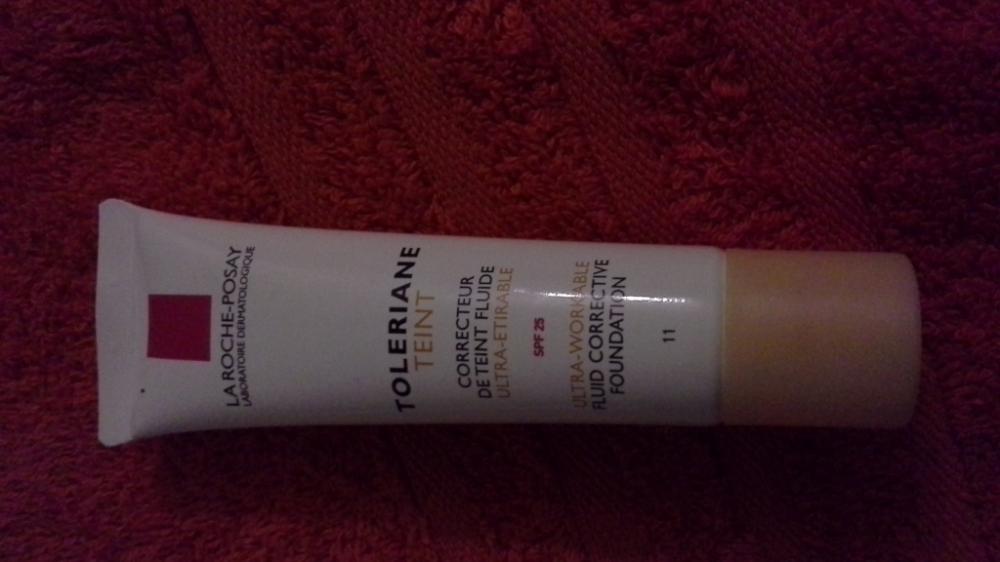 LA ROCHE-POSAY
LABORATOIRE DERMATOLOGIQUE
TOLERIANE
TEINT
CORRECTEUR
DE TEINT FLUIDE
ULTRA-ETIRABLE
SPF 25
ULTRA-WORKABLE
FLUID CORRECTIVE
FOUNDATION
11